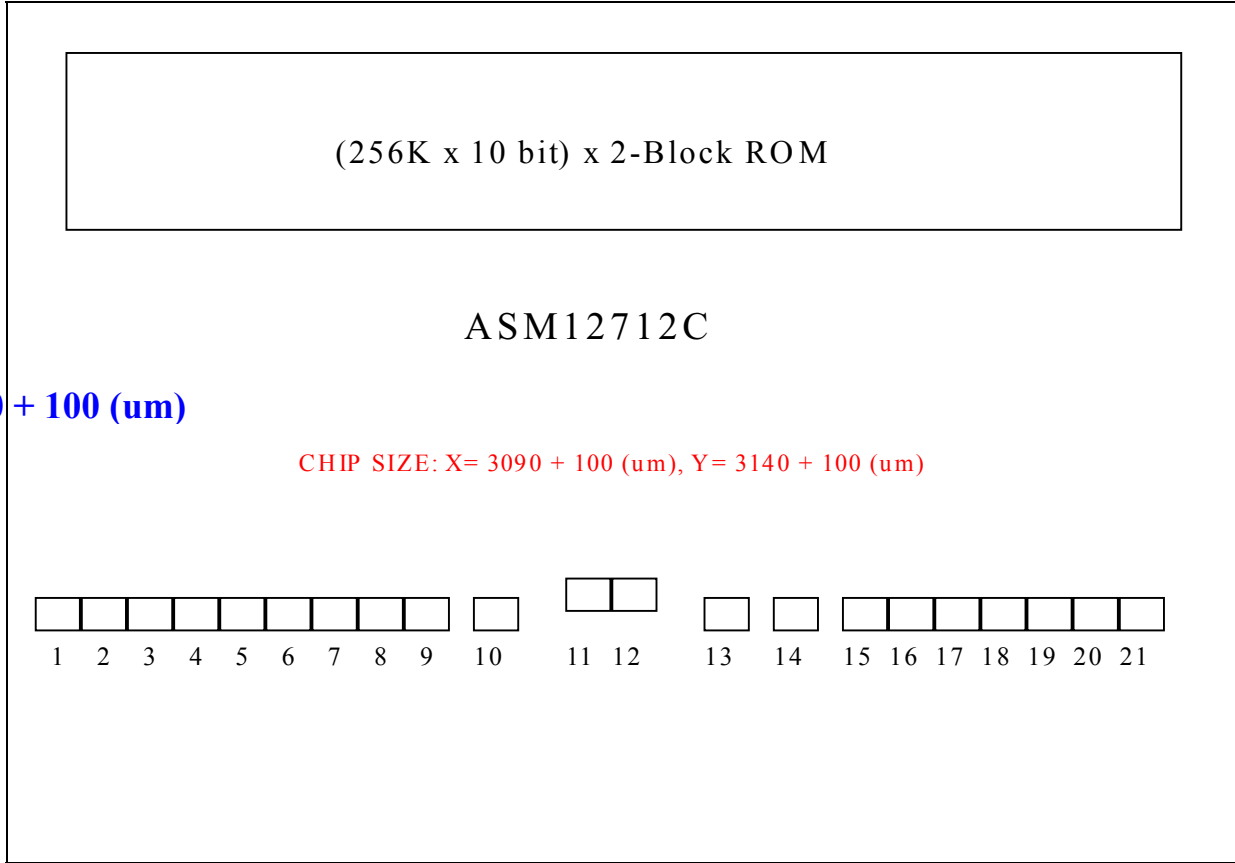 (256K x 10 bit) x 2-Block ROM
ASM12712C
+ 100 (um)
CHIP SIZE: X= 3090 + 100 (um), Y= 3140 + 100 (um)
1 2 3 4 5 6 7 8 9 10 11 12 13 14 15 16 17 18 19 20 21